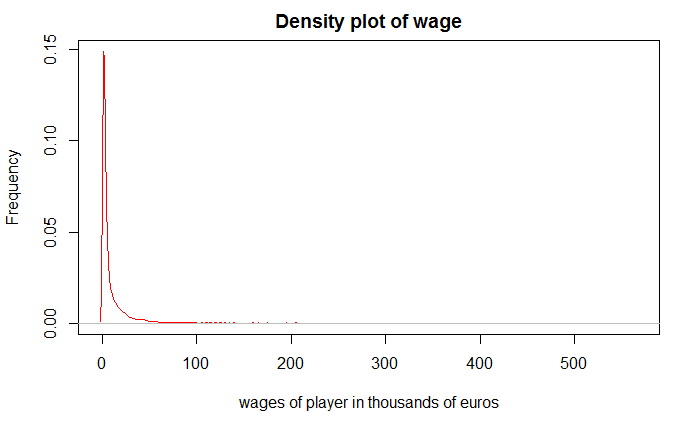 Density plot of wage
Frequency
0.15
0.10
0.05
0.00
0 100 200 300 400 500
wages of player in thousands of euros